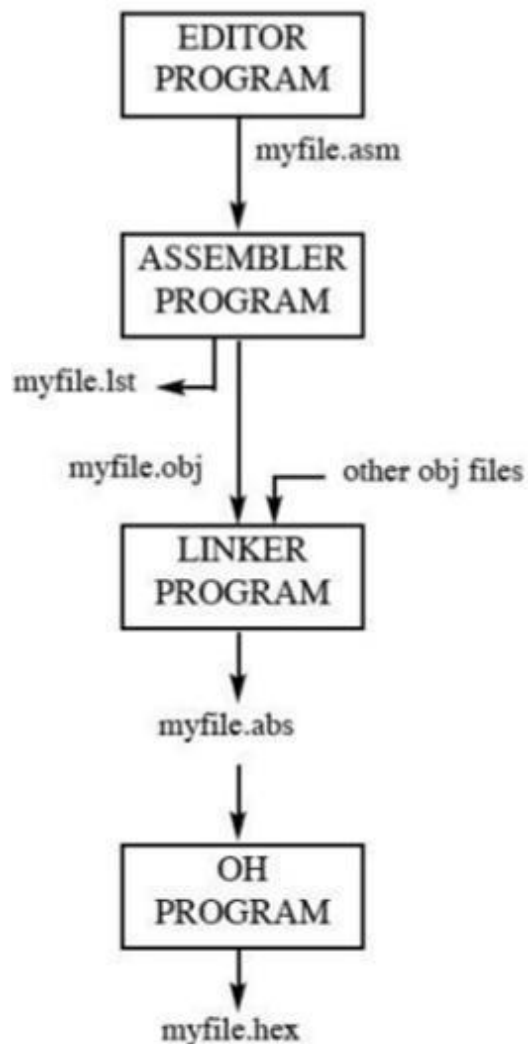 EDITOR
PROGRAM
myfile.asm
ASSEMBLER
PROGRAM
myfile.lst
myfile.obj
other obj files
LINKER
PROGRAM
myfile.abs
OH
PROGRAM
myfile.hex